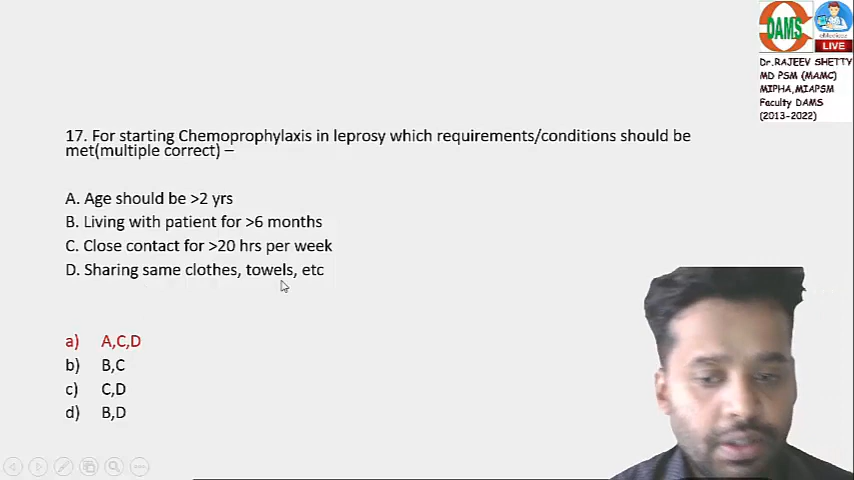 DAMS
eMedicoz
LIVE
Dr.RAJEEV SHETTY
MD PSM (MAMC)
MIPHA,MIAPSM
Faculty DAMS
(2013-2022)
17. For starting Chemoprophylaxis in leprosy which requirements/conditions should be
met(multiple correct) –
A. Age should be >2 yrs
B. Living with patient for >6 months
C. Close contact for >20 hrs per week
D. Sharing same clothes, towels, etc
a) A,C,D
b) B,C
c) C,D
d) B,D